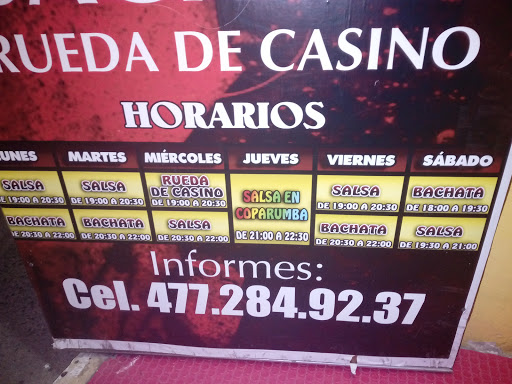 RUEDA DE CASINO
HORARIOS
LUNES MARTES MIÉRCOLES JUEVES VIERNES SÁBADO
SALSA
DE 19:00 A 20:30
BACHATA
DE 20:30 A 22:00
SALSA
DE 19:00 A 20:30
BACHATA
DE 20:30 A 22:00
RUEDA
DE CASINO
DE 19:00 A 20:30
SALSA
DE 20:30 A 22:00
SALSA EN
COPARUMBA
DE 21:00 A 22:30
SALSA
DE 19:00 A 20:30
BACHATA
DE 20:30 A 22:00
BACHATA
DE 18:00 A 19:30
SALSA
DE 19:30 A 21:00
Informes:
Cel. 477.284.92.37